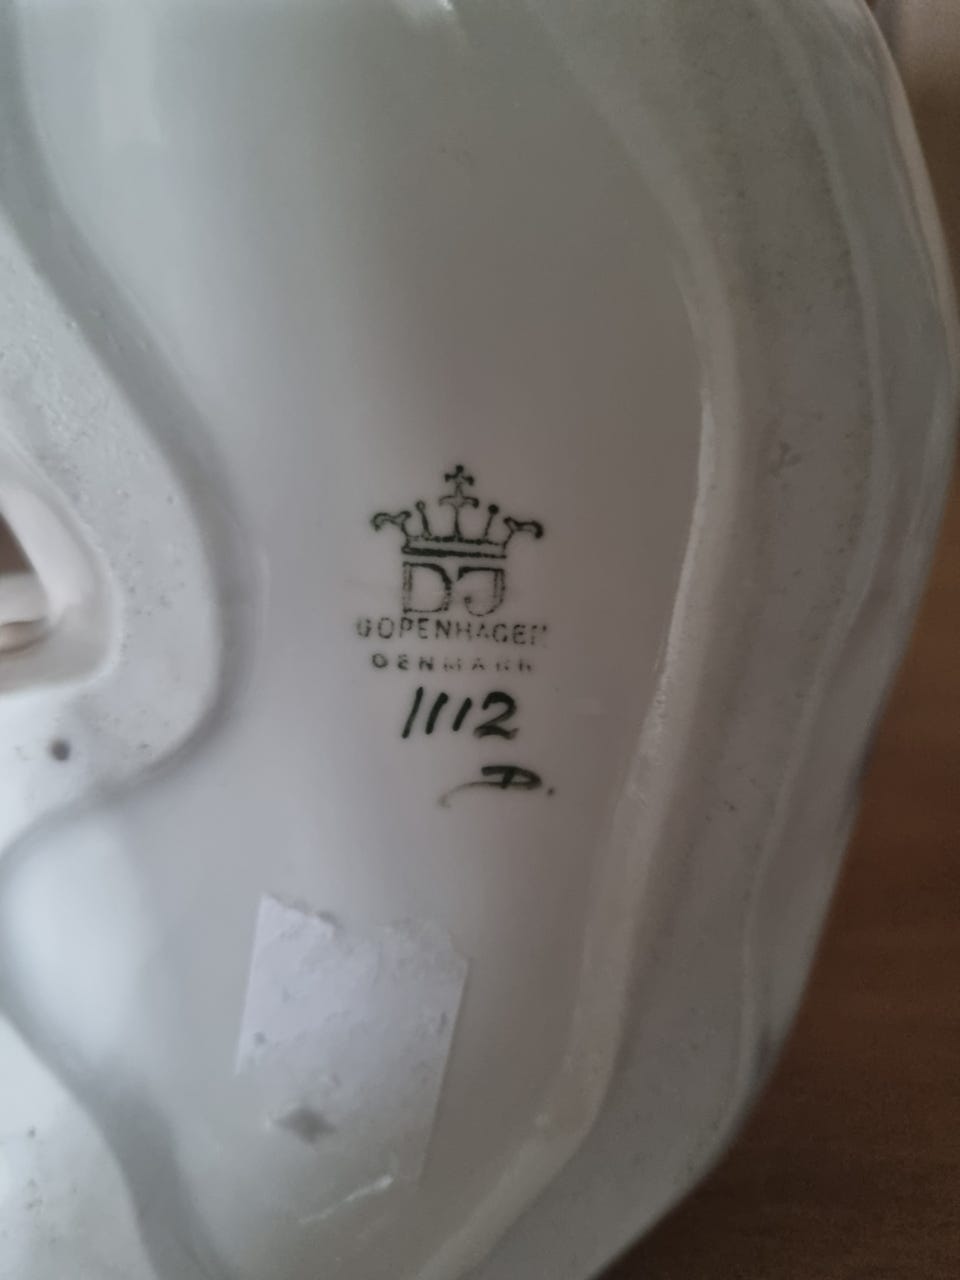 DJ
COPENHAGEN
DENMARK
1112
D.